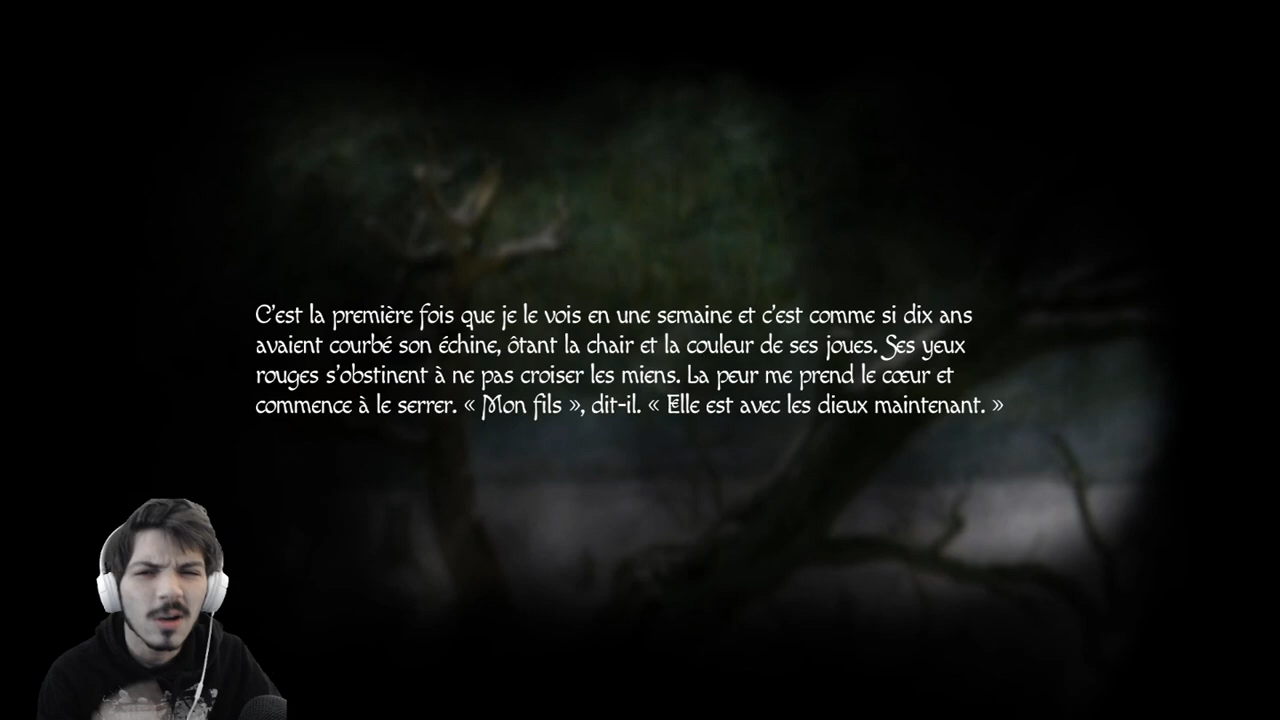 C'est la première fois que je le vois en une semaine et c'est comme si dix ans
avaient courbé son échine, ôtant la chair et la couleur de ses joues. Ses yeux
rouges s'obstinent à ne pas croiser les miens. La peur me prend le cœur et
commence à le serrer. « Mon fils », dit-il. « Elle est avec les dieux maintenant. »